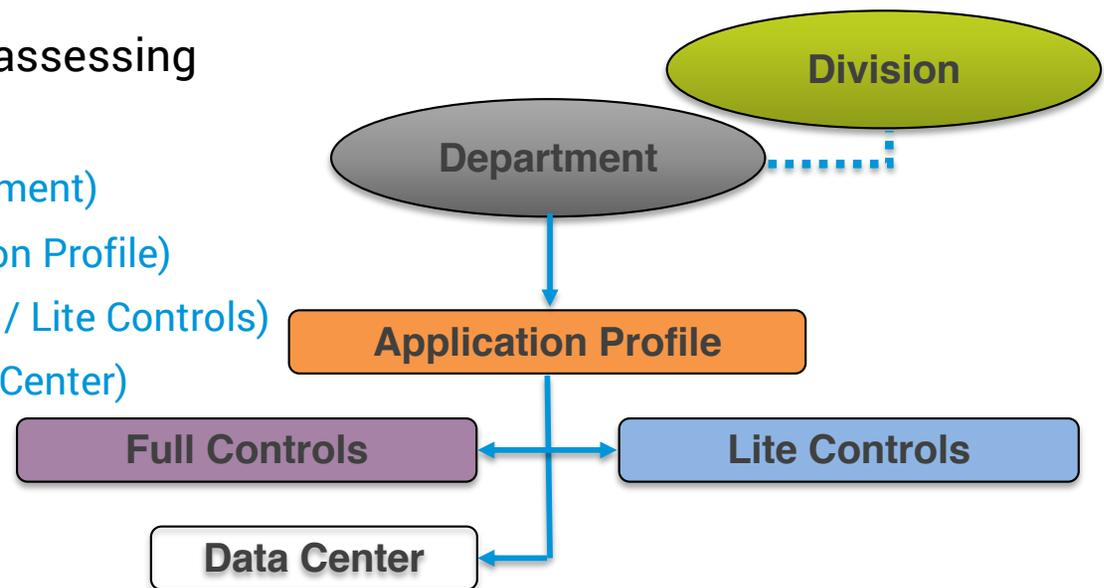 assessing
Division
Department
ment)
on Profile)
/ Lite Controls)
Application Profile
Center)
Full Controls
Lite Controls
Data Center